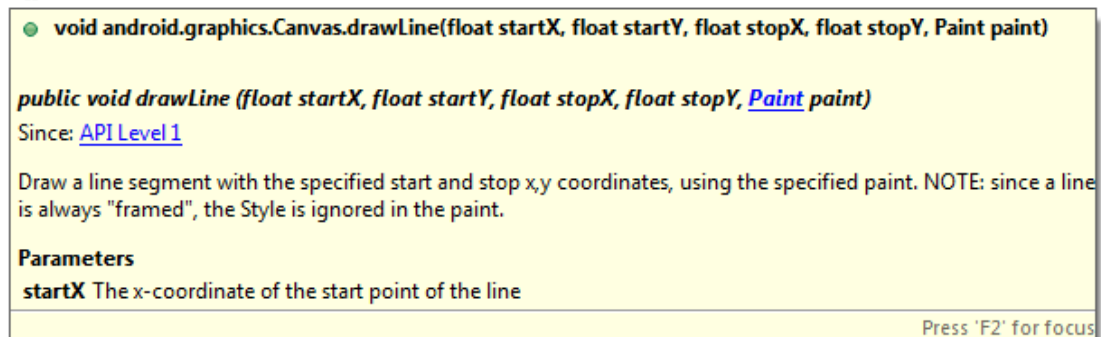 void android.graphics.Canvas.drawLine(float startX, float startY, float stopX, float stopY, Paint paint)
public void drawLine (float startX, float startY, float stopX, float stopY, Paint paint)
Since: API Level 1
Draw a line segment with the specified start and stop x,y coordinates, using the specified paint. NOTE: since a line
is always "framed", the Style is ignored in the paint.
Parameters
startX The x-coordinate of the start point of the line
Press 'F2' for focus